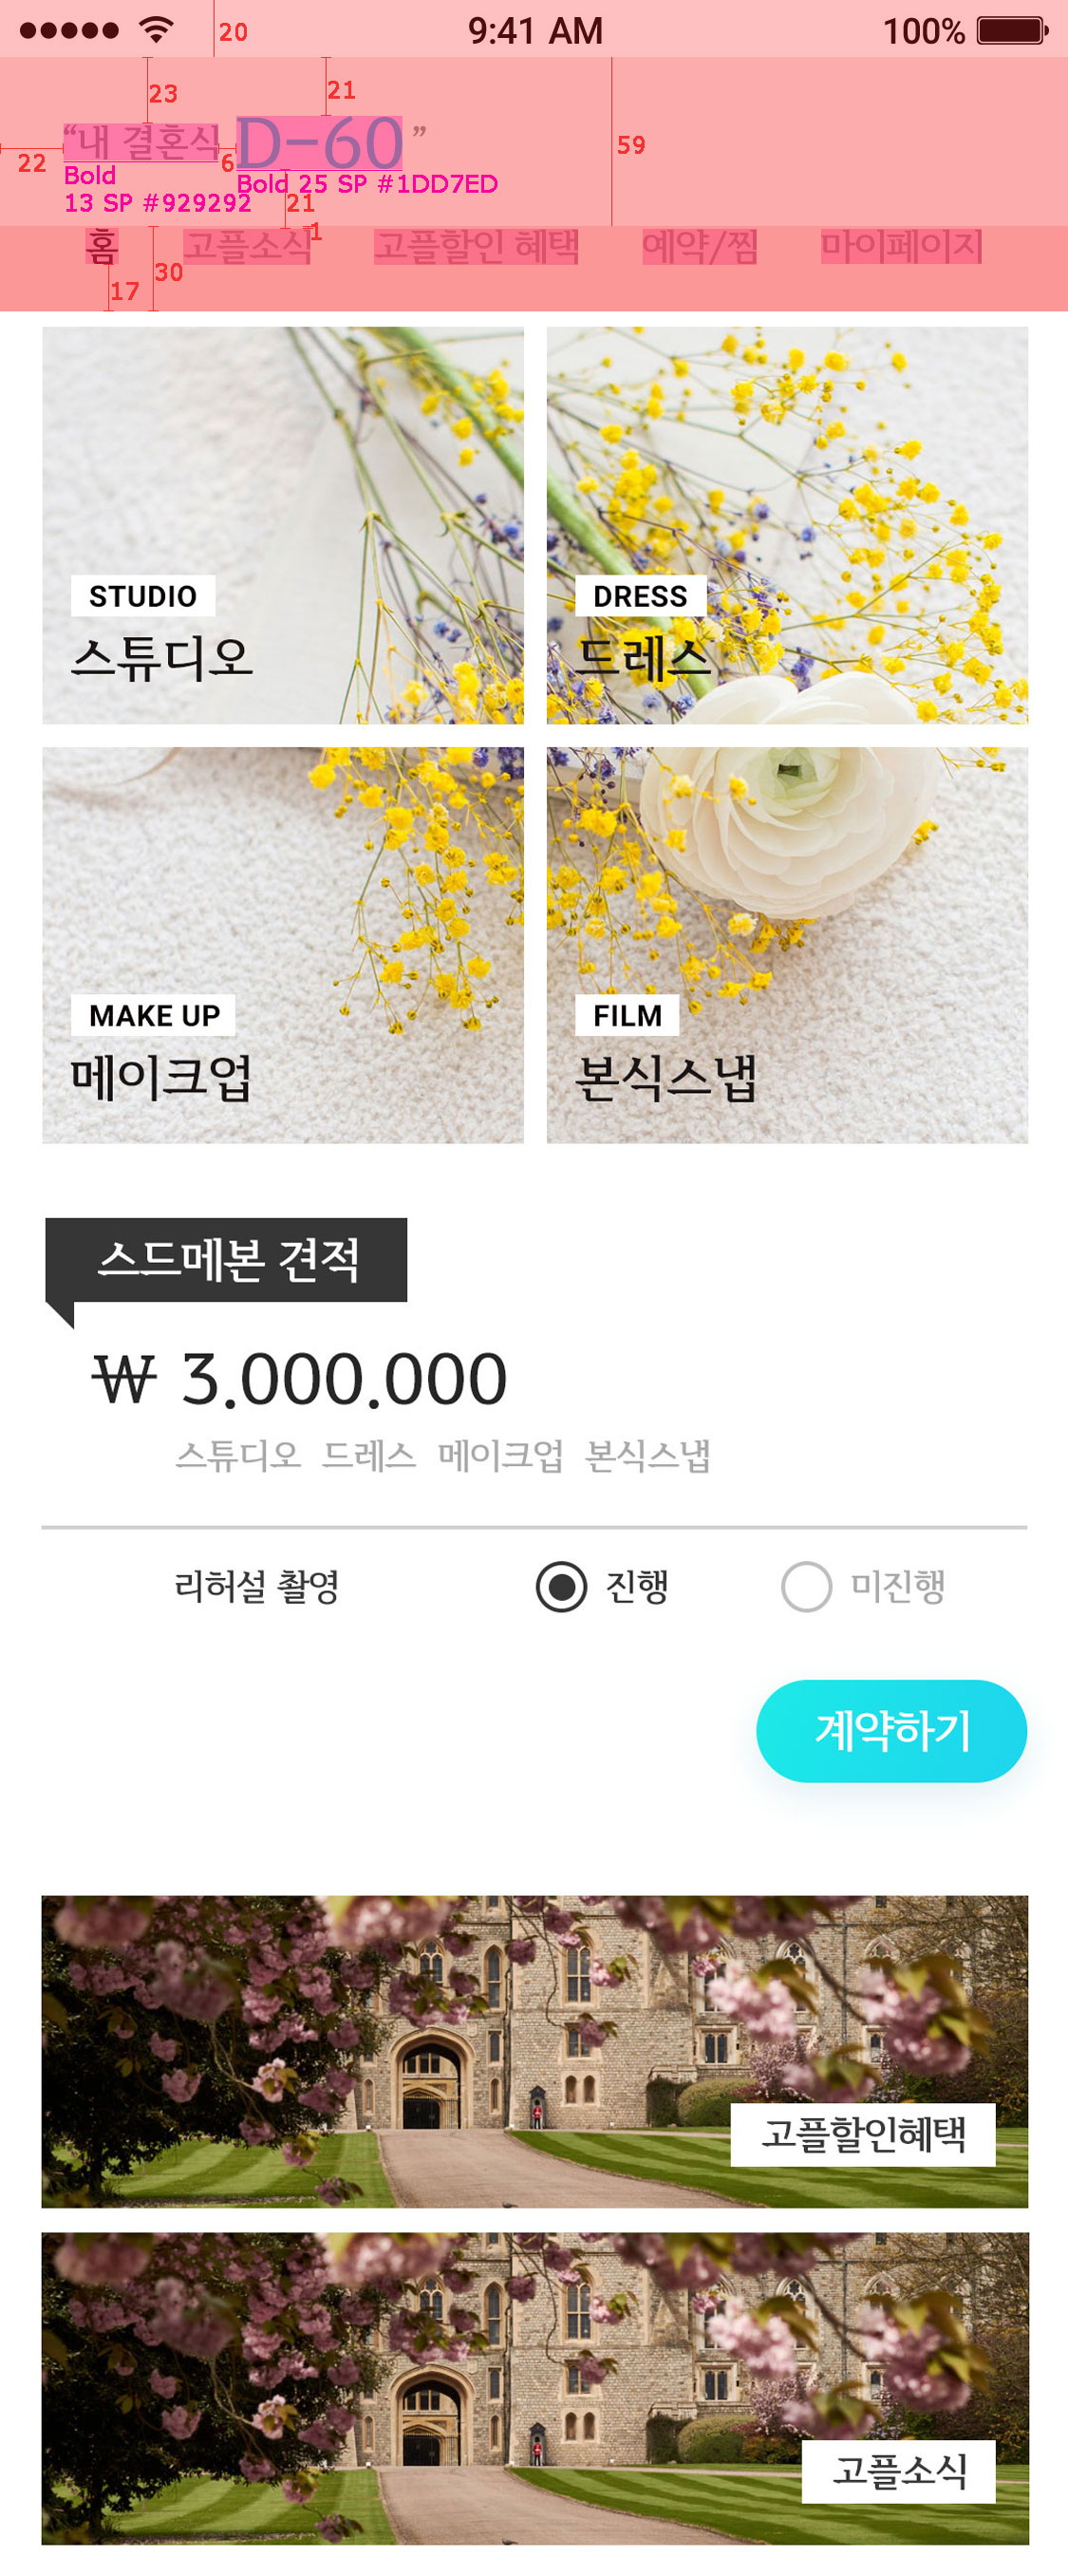 20 9:41 AM 100%
23 21
“내 결혼식 D-60 ”
22 6 59
Bold
Bold 25 SP #1DD7ED
13 SP #929292 21
1
홈 고플소식 고플할인 혜택 예약/찜 마이페이지
30
17
STUDIO DRESS
스튜디오 드레스
MAKE UP FILM
메이크업 본식스냅
스드메본 견적
₩ 3.000.000
스튜디오 드레스 메이크업 본식스냅
리허설 촬영 진행 미진행
계약하기
고플할인혜택
고플소식